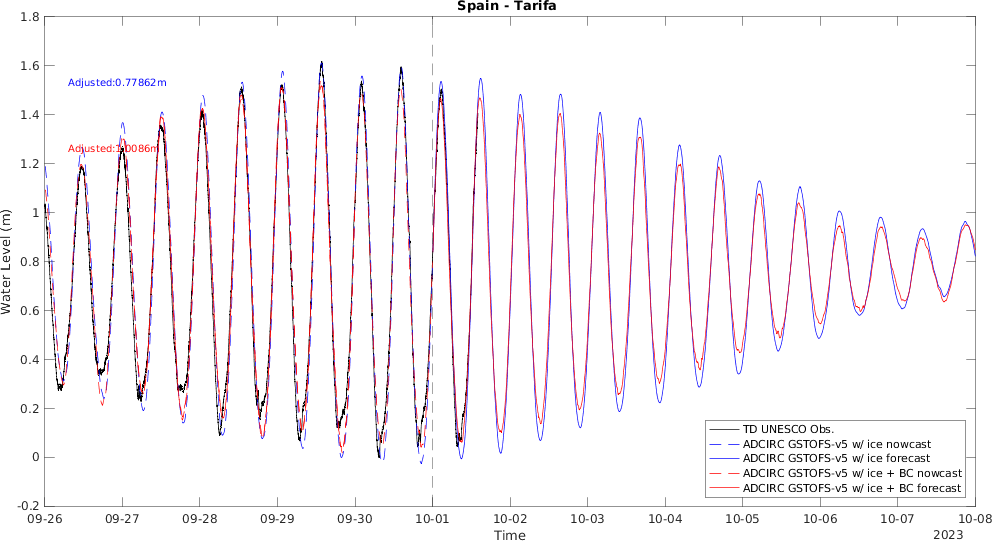 Spain - Tarifa
1.8
1.6
1.4
1.2
1
0.8
0.6
0.4
0.2
0
-0.2
Water Level (m)
Adjusted:0.77862m
Adjusted:1.0086m
TD UNESCO Obs.
ADCIRC GSTOFS-v5 w/ ice nowcast
ADCIRC GSTOFS-v5 w/ ice forecast
ADCIRC GSTOFS-v5 w/ ice + BC nowcast
ADCIRC GSTOFS-v5 w/ ice + BC forecast
09-26 09-27 09-28 09-29 09-30 10-01 10-02 10-03 10-04 10-05 10-06 10-07 10-08
Time
2023